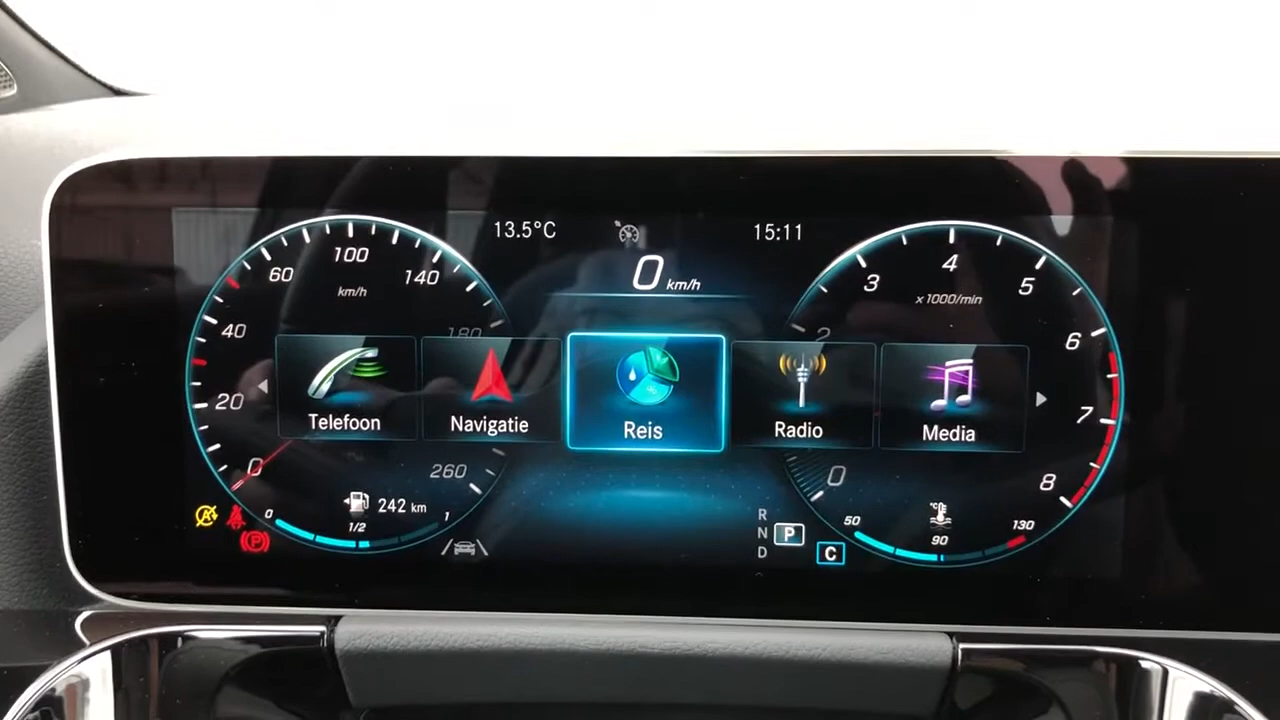 13.5°C
15:11
0 km/h
100
60
140
km/h
40
180
20
0
260
242 km
0
1/2
1
4
3
5
x1000/min
2
6
7
0
8
50
90
130
°C
Telefoon
Navigatie
Reis
Radio
Media
R
N
P
D
C
A
P